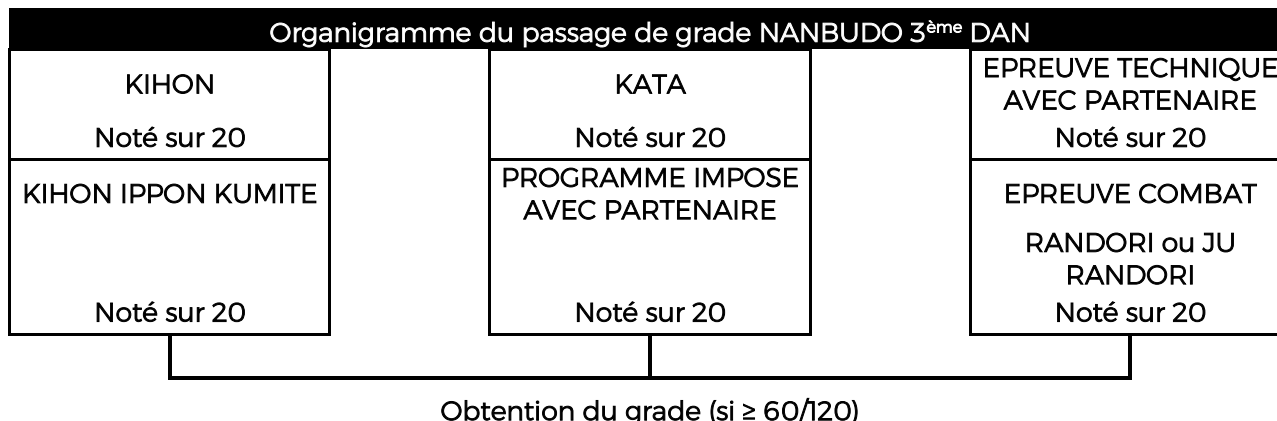 Organigramme du passage de grade NANBUDO 3ème DAN
KIHON
Noté sur 20
KATA
Noté sur 20
EPREUVE TECHNIQUE
AVEC PARTENAIRE
Noté sur 20
KIHON IPPON KUMITE
Noté sur 20
PROGRAMME IMPOSE
AVEC PARTENAIRE
Noté sur 20
EPREUVE COMBAT
RANDORI ou JU
RANDORI
Noté sur 20
Obtention du grade (si ≥ 60/120)